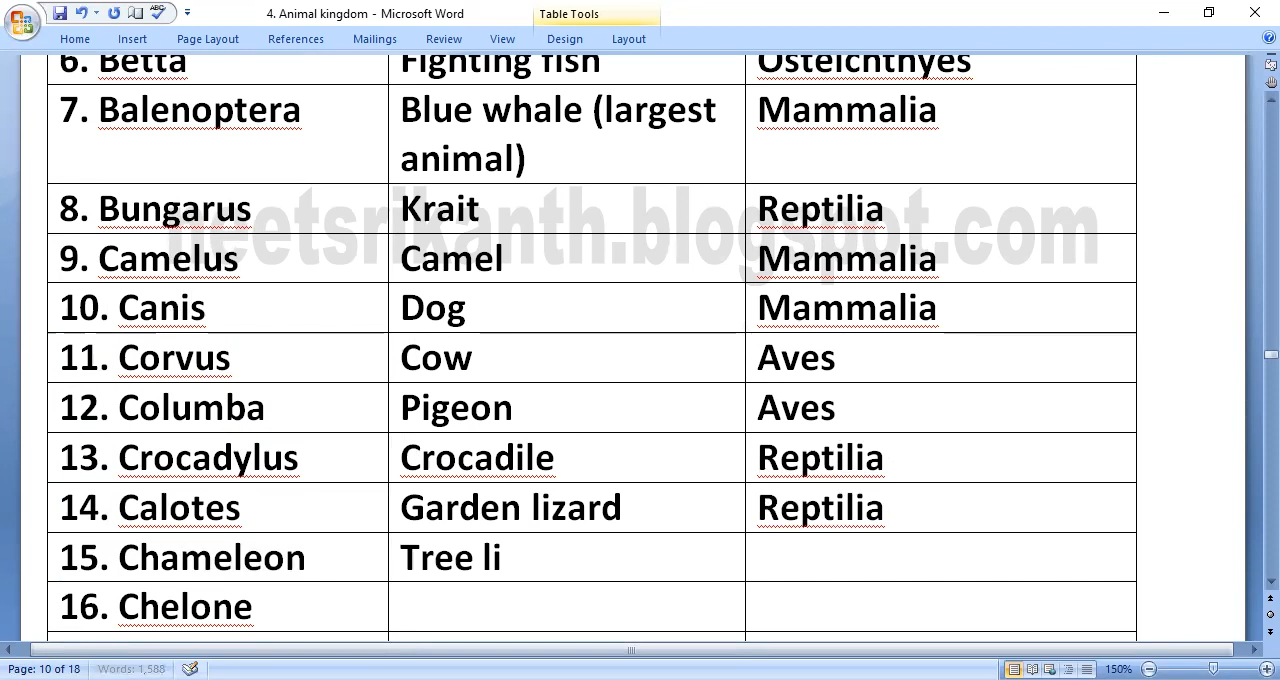 4. Animal kingdom - Microsoft Word
Table Tools
Home Insert Page Layout References Mailings Review View Design Layout
6. Betta Fighting fish Osteichthyes
7. Balenoptera Blue whale (largest animal) Mammalia
8. Bungarus Krait Reptilia
neetsrikanth.blogspot.com
9. Camelus Camel Mammalia
10. Canis Dog Mammalia
11. Corvus Cow Aves
12. Columba Pigeon Aves
13. Crocadylus Crocadile Reptilia
14. Calotes Garden lizard Reptilia
15. Chameleon Tree li
16. Chelone
Page: 10 of 18 Words: 1,588 150%